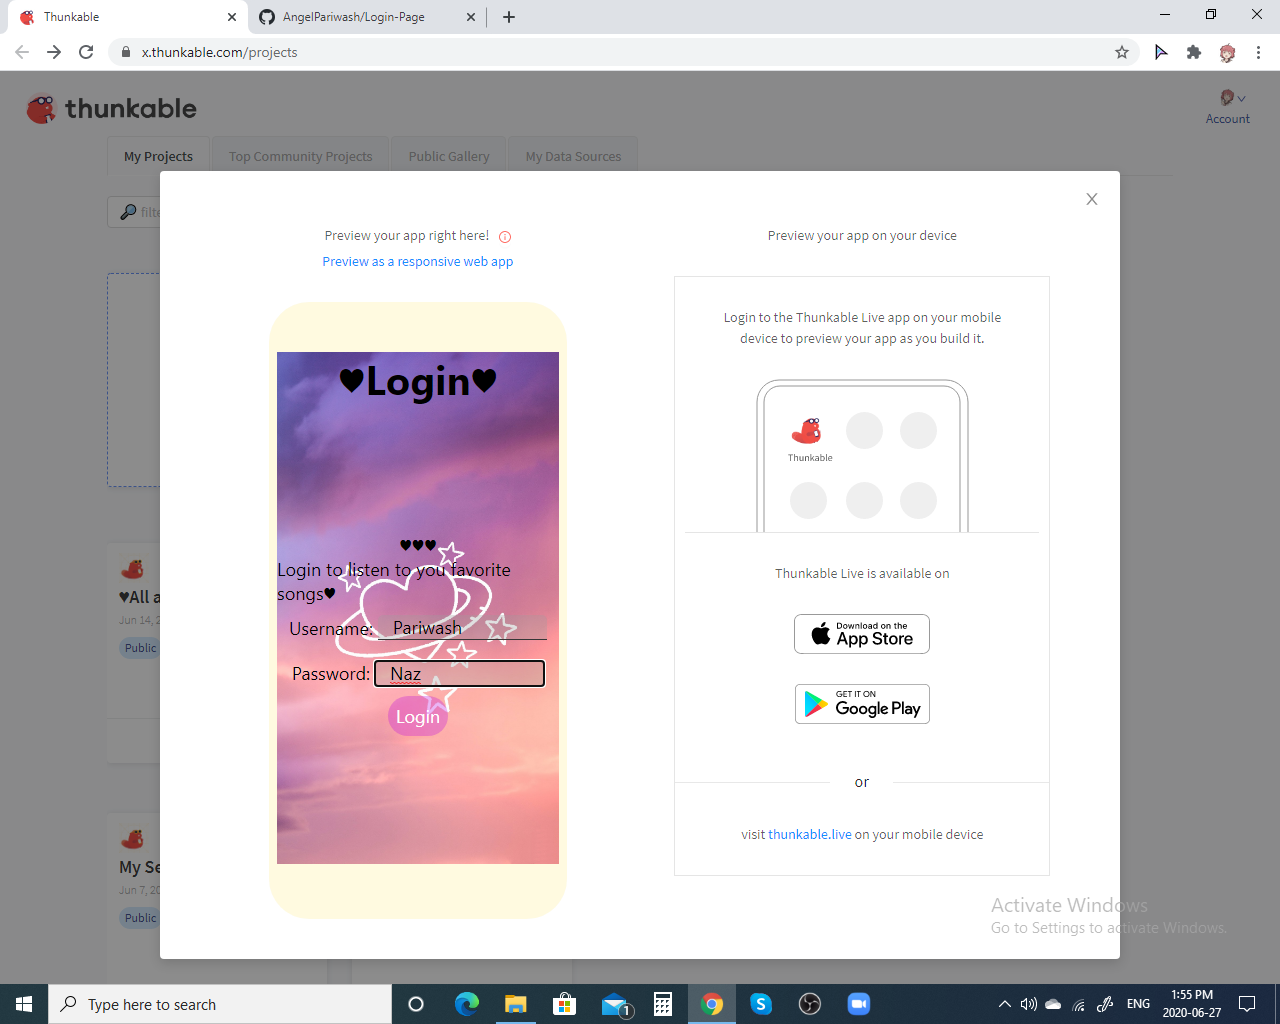 Thunkable
AngelPariwash/Login-Page
x.thunkable.com/projects
thunkable
Account
My Projects
Top Community Projects
Public Gallery
My Data Sources
filte
Preview your app right here!
Preview as a responsive web app
Preview your app on your device
♥Login♥
♥♥♥
Login to listen to you favorite
songs♥
Username: Pariwash
Password: Naz
Login
Login to the Thunkable Live app on your mobile
device to preview your app as you build it.
Thunkable
Thunkable Live is available on
Download on the
App Store
GET IT ON
Google Play
or
visit thunkable.live on your mobile device
♥All a
Jun 14, 2
Public
My Se
Jun 7, 20
Public
Activate Windows
Go to Settings to activate Windows.
Type here to search
1
ENG
1:55 PM
2020-06-27